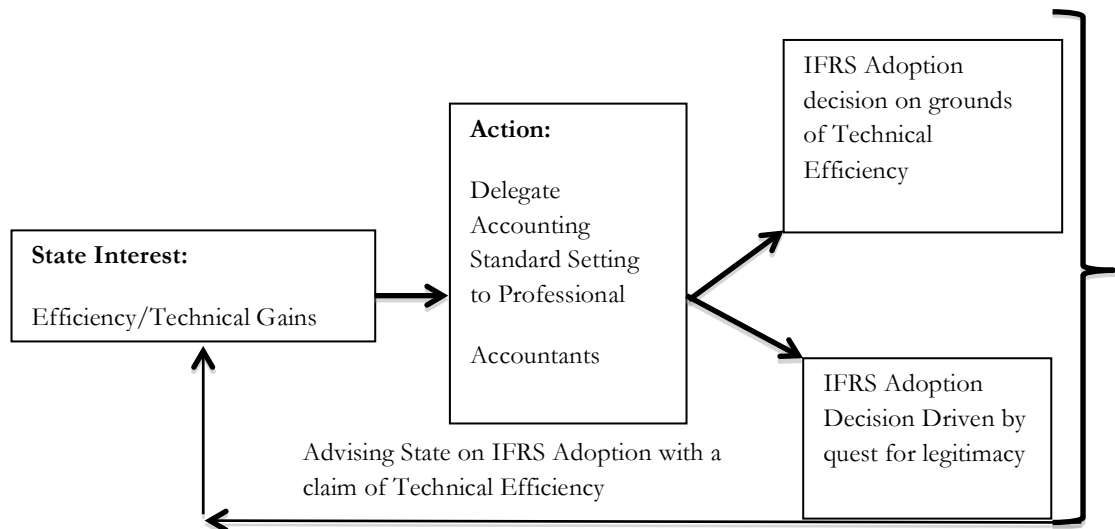 State Interest:
Efficiency/Technical Gains
Action:
Delegate
Accounting
Standard Setting
to Professional
Accountants
IFRS Adoption
decision on grounds
of Technical
Efficiency
IFRS Adoption
Decision Driven by
quest for legitimacy
Advising State on IFRS Adoption with a
claim of Technical Efficiency